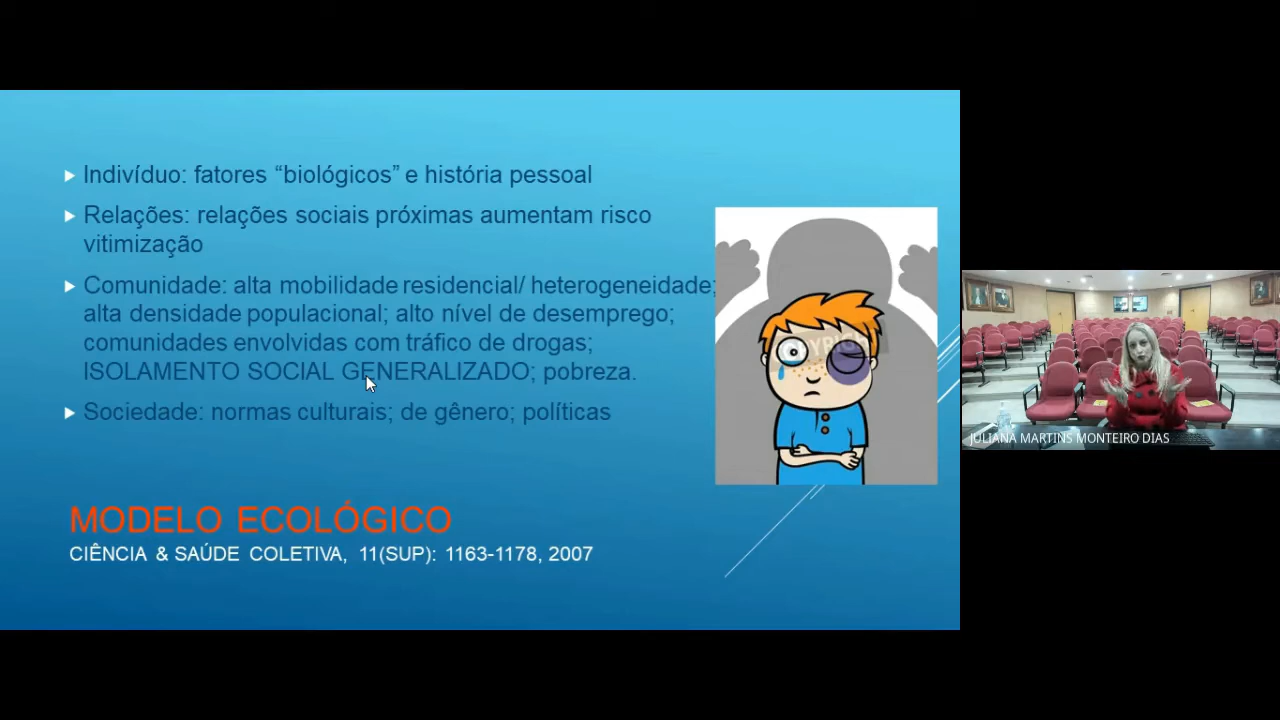 Indivíduo: fatores “biológicos” e história pessoal
Relações: relações sociais próximas aumentam risco
vitimização
Comunidade: alta mobilidade residencial/ heterogeneidade;
alta densidade populacional; alto nível de desemprego;
comunidades envolvidas com tráfico de drogas;
ISOLAMENTO SOCIAL GENERALIZADO; pobreza.
Sociedade: normas culturais; de gênero; políticas
MODELO ECOLÓGICO
CIÊNCIA & SAÚDE COLETIVA, 11(SUP): 1163-1178, 2007
JULIANA MARTINS MONTEIRO DIAS